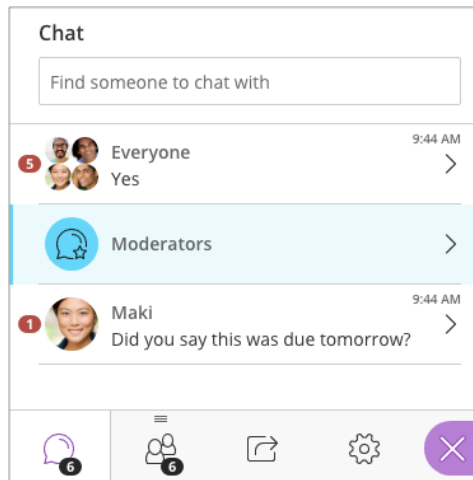 Chat
Find someone to chat with
9:44 AM
5
Everyone
Yes
Moderators
9:44 AM
1
Maki
Did you say this was due tomorrow?
6
6